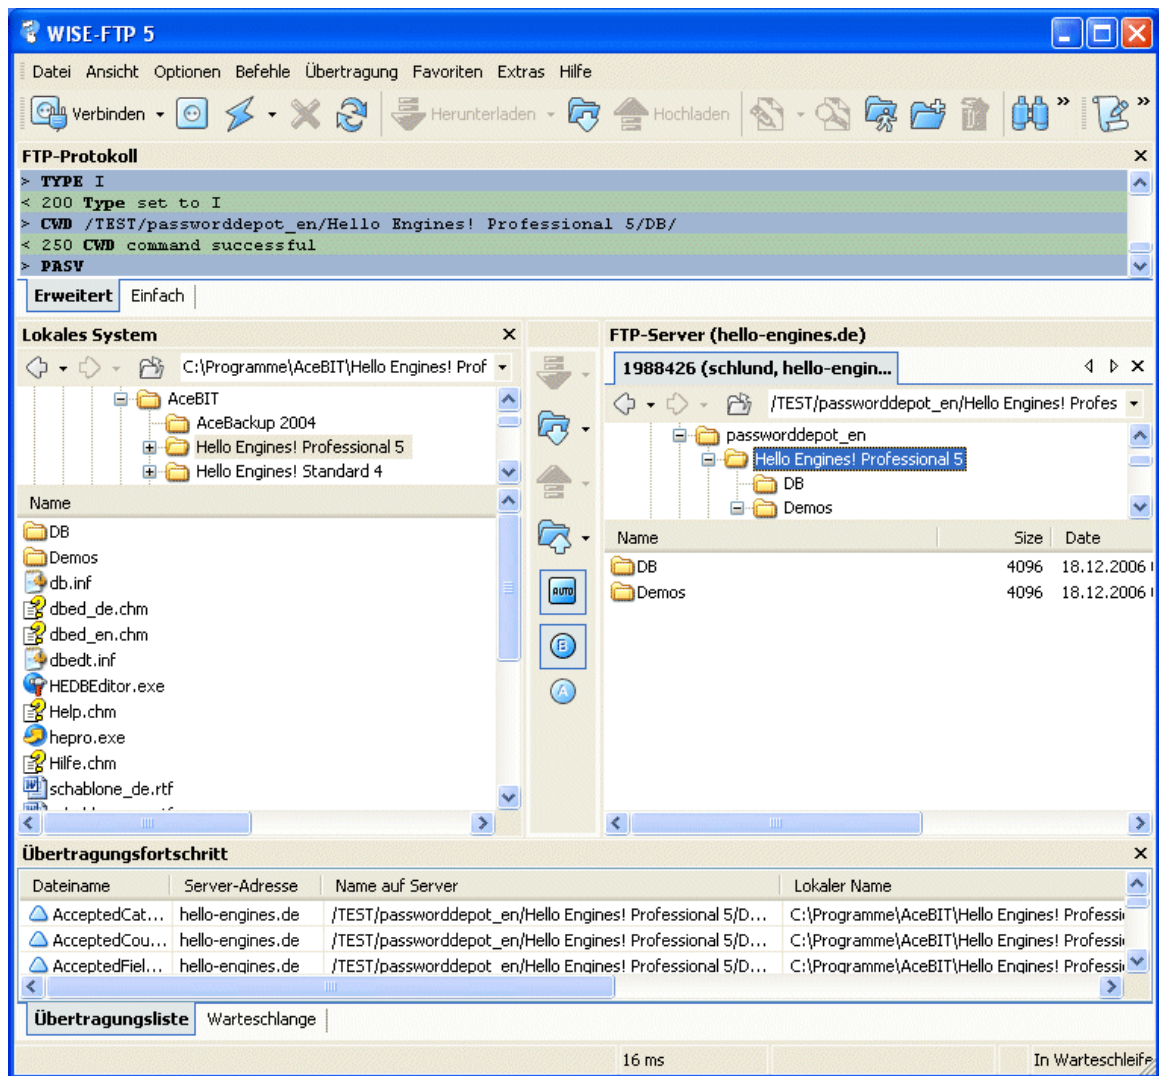 WISE-FTP 5
Datei Ansicht Optionen Befehle Übertragung Favoriten Extras Hilfe
Verbinden Herunterladen Hochladen
FTP-Protokoll
> TYPE I
< 200 Type set to I
> CWD /TEST/passworddepot_en/Hello Engines! Professional 5/DB/
< 250 CWD command successful
> PASV
Erweitert Einfach
Lokales System
C:\Programme\AceBIT\Hello Engines! Prof
AceBIT
AceBackup 2004
Hello Engines! Professional 5
Hello Engines! Standard 4
Name
DB
Demos
db.inf
dbed_de.chm
dbed_en.chm
dbedt.inf
HEDBEditor.exe
Help.chm
hepro.exe
Hilfe.chm
schablone_de.rtf
AUTO
B
A
FTP-Server (hello-engines.de)
1988426 (schlund, hello-engin...
/TEST/passworddepot_en/Hello Engines! Profes
passworddepot_en
Hello Engines! Professional 5
DB
Demos
Name Size Date
DB 4096 18.12.2006
Demos 4096 18.12.2006
Übertragungsfortschritt
Dateiname Server-Adresse Name auf Server Lokaler Name
AcceptedCat... hello-engines.de /TEST/passworddepot_en/Hello Engines! Professional 5/D... C:\Programme\AceBIT\Hello Engines! Professi
AcceptedCou... hello-engines.de /TEST/passworddepot_en/Hello Engines! Professional 5/D... C:\Programme\AceBIT\Hello Engines! Professi
AcceptedFiel... hello-engines.de /TEST/passworddepot_en/Hello Engines! Professional 5/D... C:\Programme\AceBIT\Hello Engines! Professi
Übertragungsliste Warteschlange
16 ms In Warteschleife